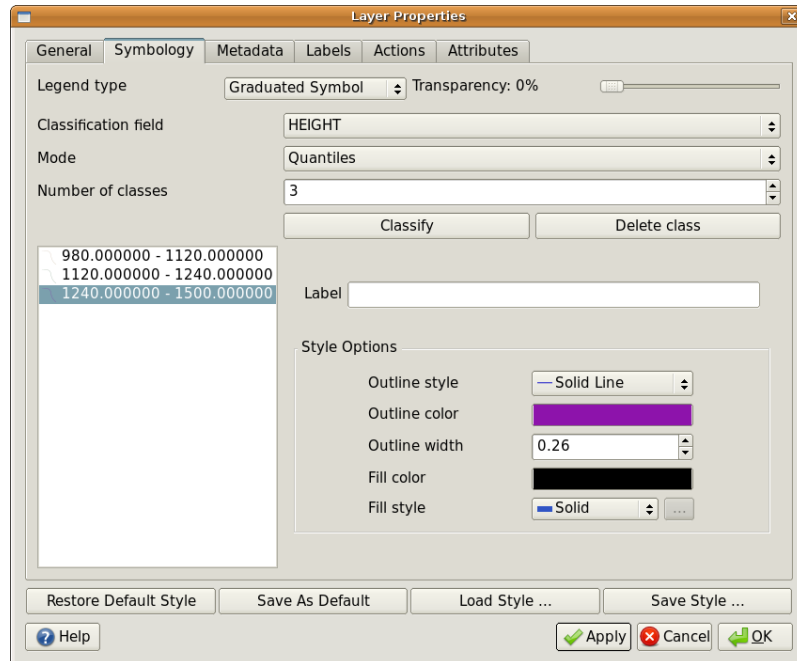 Layer Properties
General Symbology Metadata Labels Actions Attributes
Legend type Graduated Symbol Transparency: 0%
Classification field HEIGHT
Mode Quantiles
Number of classes 3
Classify Delete class
980.000000 - 1120.000000
1120.000000 - 1240.000000
1240.000000 - 1500.000000
Label
Style Options
Outline style Solid Line
Outline color
Outline width 0.26
Fill color
Fill style Solid ...
Restore Default Style Save As Default Load Style ... Save Style ...
Help Apply Cancel OK